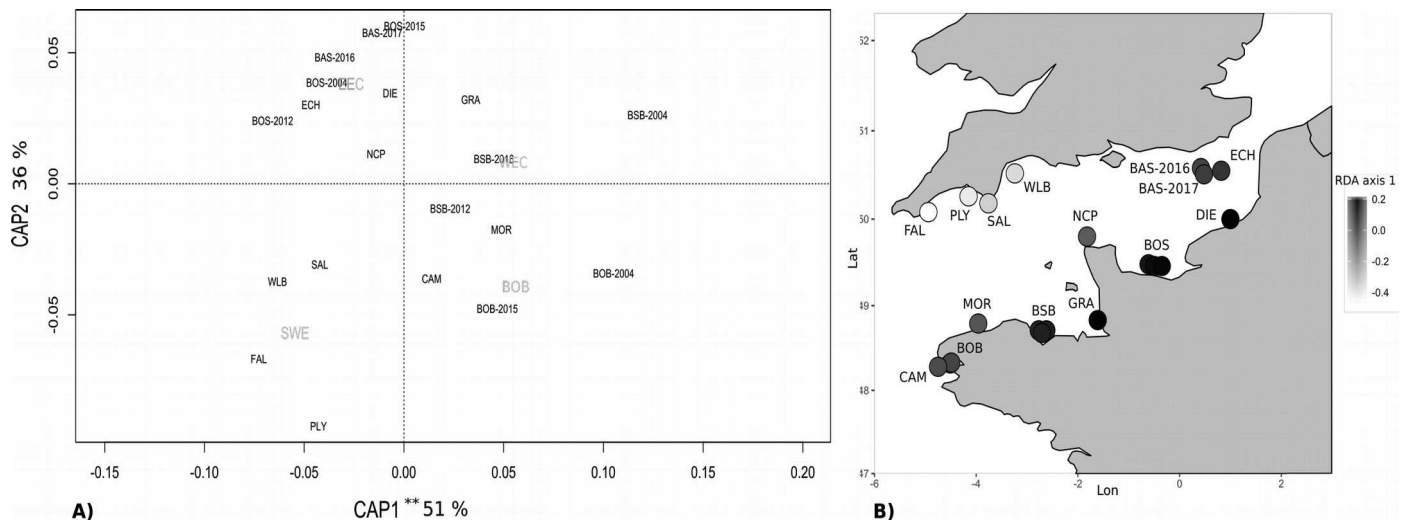 BOS-2015
BAS-2017
BAS-2016
EEC
DIE
ECH
GRA
BOS-2012
BSB-2004
NCP
WEC
BSB-2012
MOR
SAL
WLB
CAM
BOB-2004
BOB
BOB-2015
SWE
FAL
PLY
0.05
0.00
-0.05
CAP2 36 %
-0.15
-0.10
-0.05
0.00
0.05
0.10
0.15
0.20
CAP1** 51 %
A)
52
51
50
49
48
47
Lat
BAS-2016
ECH
BAS-2017
WLB
PLY
SAL
FAL
NCP
DIE
BOS
MOR
BSB
GRA
BOB
CAM
-6
-4
-2
0
2
Lon
RDA axis 1
0.2
0.0
-0.2
-0.4
B)